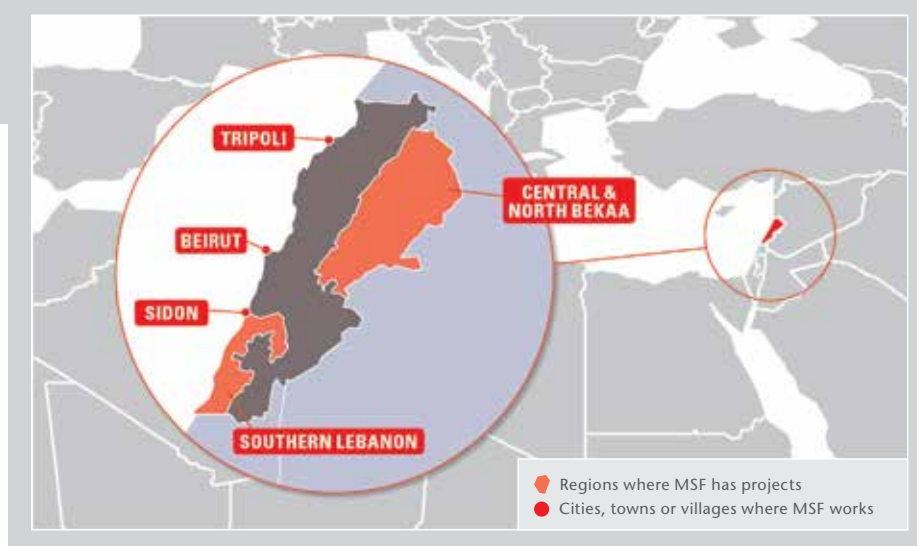 TRIPOLI
CENTRAL &
NORTH BEKAA
BEIRUT
SIDON
SOUTHERN LEBANON
Regions where MSF has projects
Cities, towns or villages where MSF works